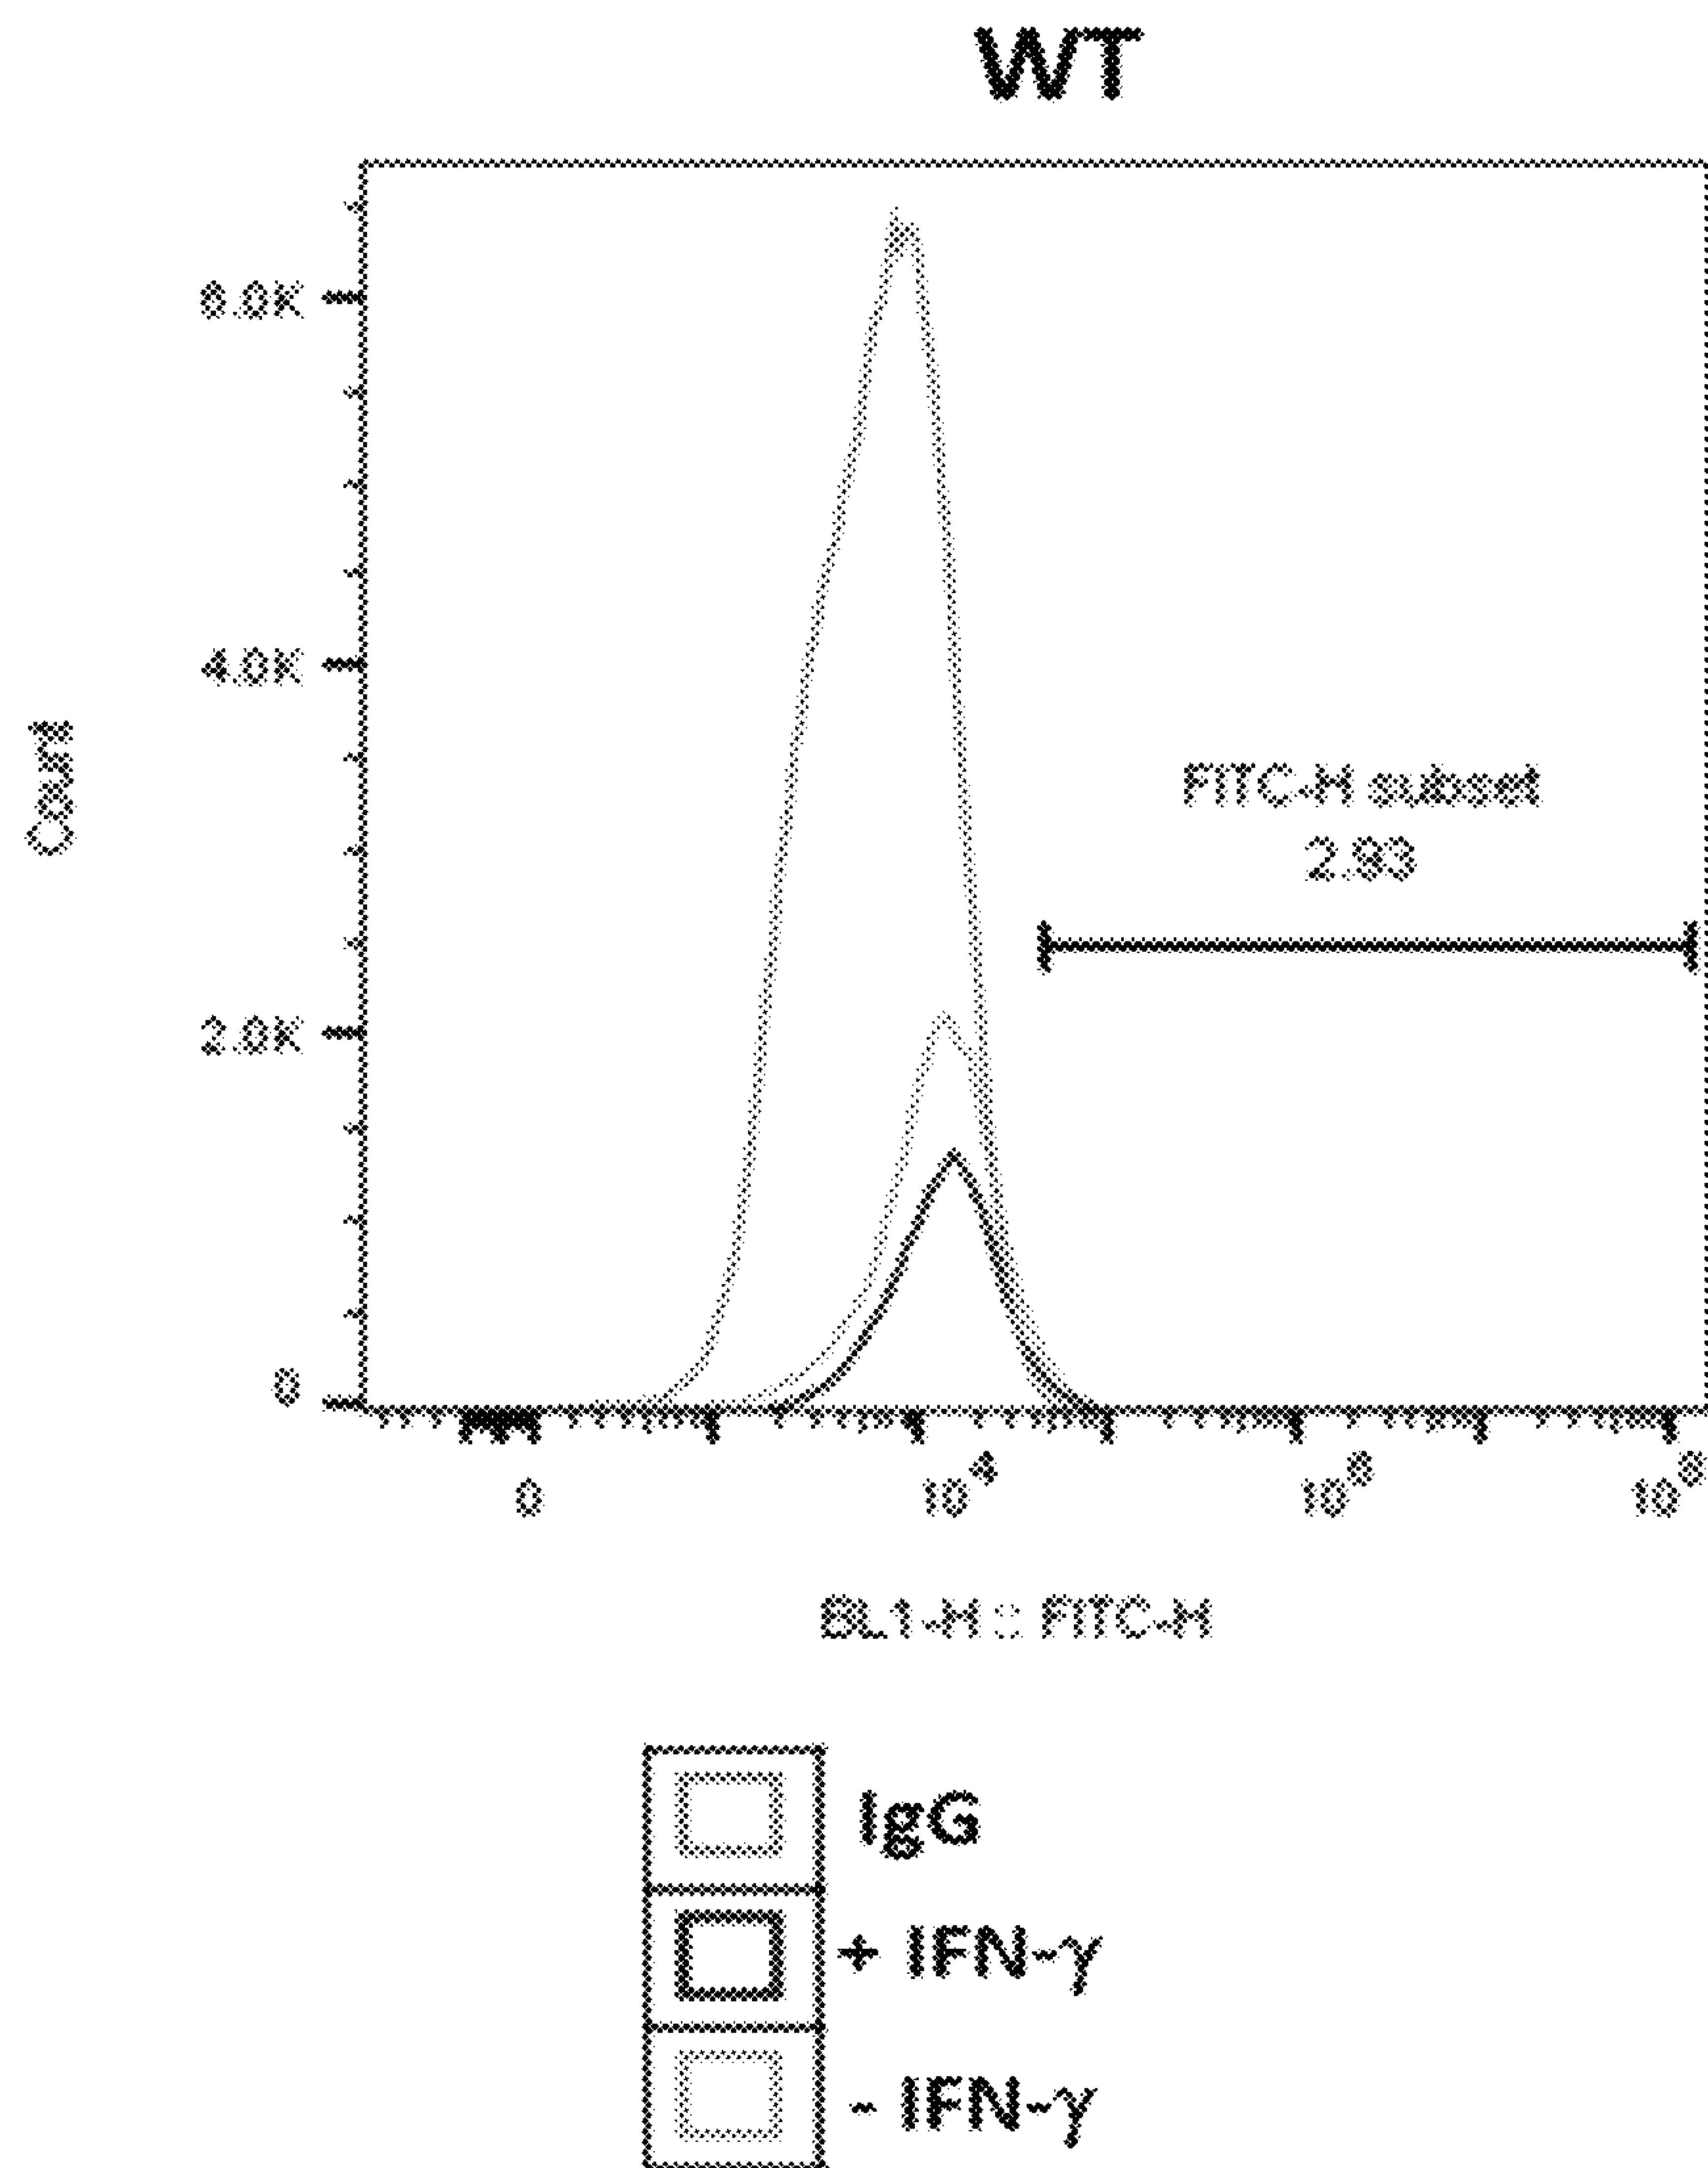 WT
6.0K
4.0K
Count
FITC-H subset
2.93
2.0K
0
0
10^4
10^6
10^8
BL1-H :: FITC-H
IgG
+ IFN-γ
- IFN-γ